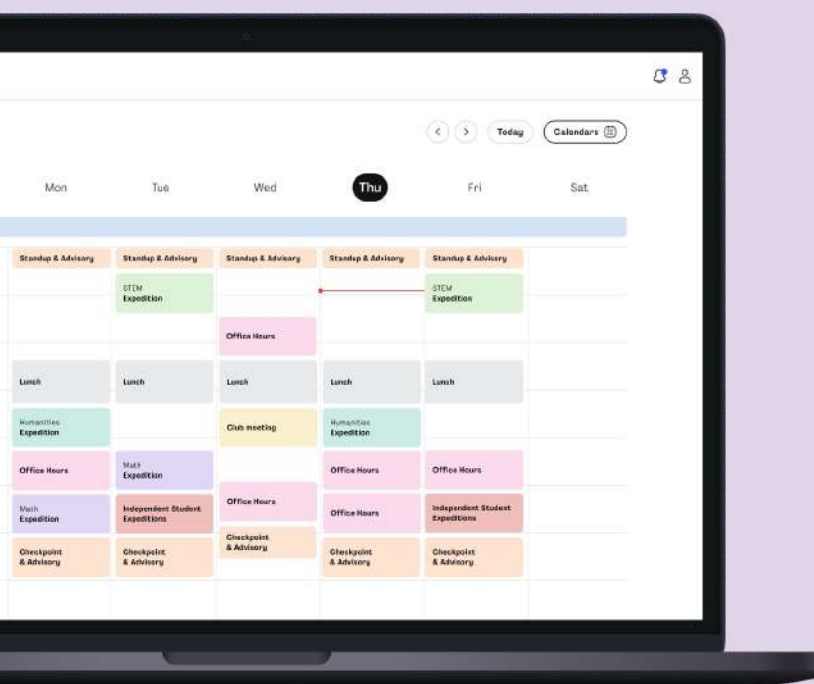 Today
Calendars
Mon Tue Wed Thu Fri Sat
Standup & Advisory Standup & Advisory Standup & Advisory Standup & Advisory Standup & Advisory
STEM STEM
Expedition Expedition
Office Hours
Lunch Lunch Lunch Lunch Lunch
Humanities Humanities
Expedition Club meeting Expedition
Office Hours Math Office Hours Office Hours
Expedition
Math Independent Student Office Hours Office Hours Independent Student
Expedition Expeditions Expeditions
Checkpoint Checkpoint Checkpoint Checkpoint Checkpoint
& Advisory & Advisory & Advisory & Advisory & Advisory